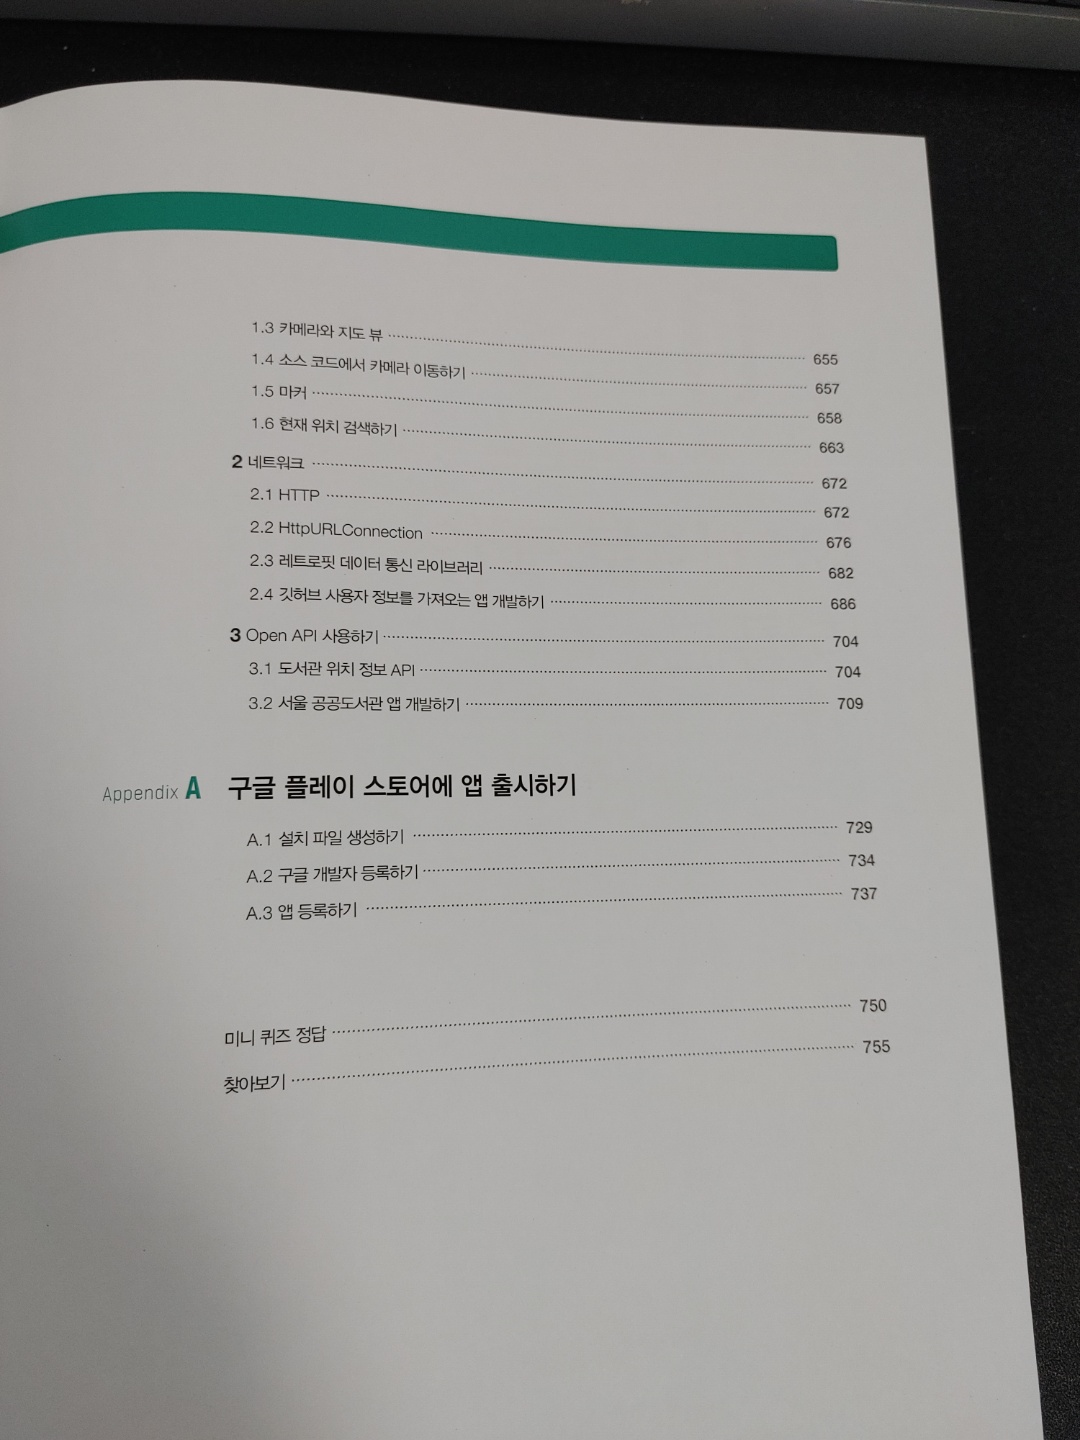 1.3 카메라와 지도 뷰 ········ 655
1.4 소스 코드에서 카메라 이동하기 ········ 657
1.5 마커 ········ 658
1.6 현재 위치 검색하기 ········ 663
2 네트워크 ········ 672
2.1 HTTP ········ 672
2.2 HttpURLConnection ········ 676
2.3 레트로핏 데이터 통신 라이브러리 ········ 682
2.4 깃허브 사용자 정보를 가져오는 앱 개발하기 ········ 686
3 Open API 사용하기 ········ 704
3.1 도서관 위치 정보 API ········ 704
3.2 서울 공공도서관 앱 개발하기 ········ 709
Appendix A 구글 플레이 스토어에 앱 출시하기
A.1 설치 파일 생성하기 ········ 729
A.2 구글 개발자 등록하기 ········ 734
A.3 앱 등록하기 ········ 737
미니 퀴즈 정답 ········ 750
찾아보기 ········ 755